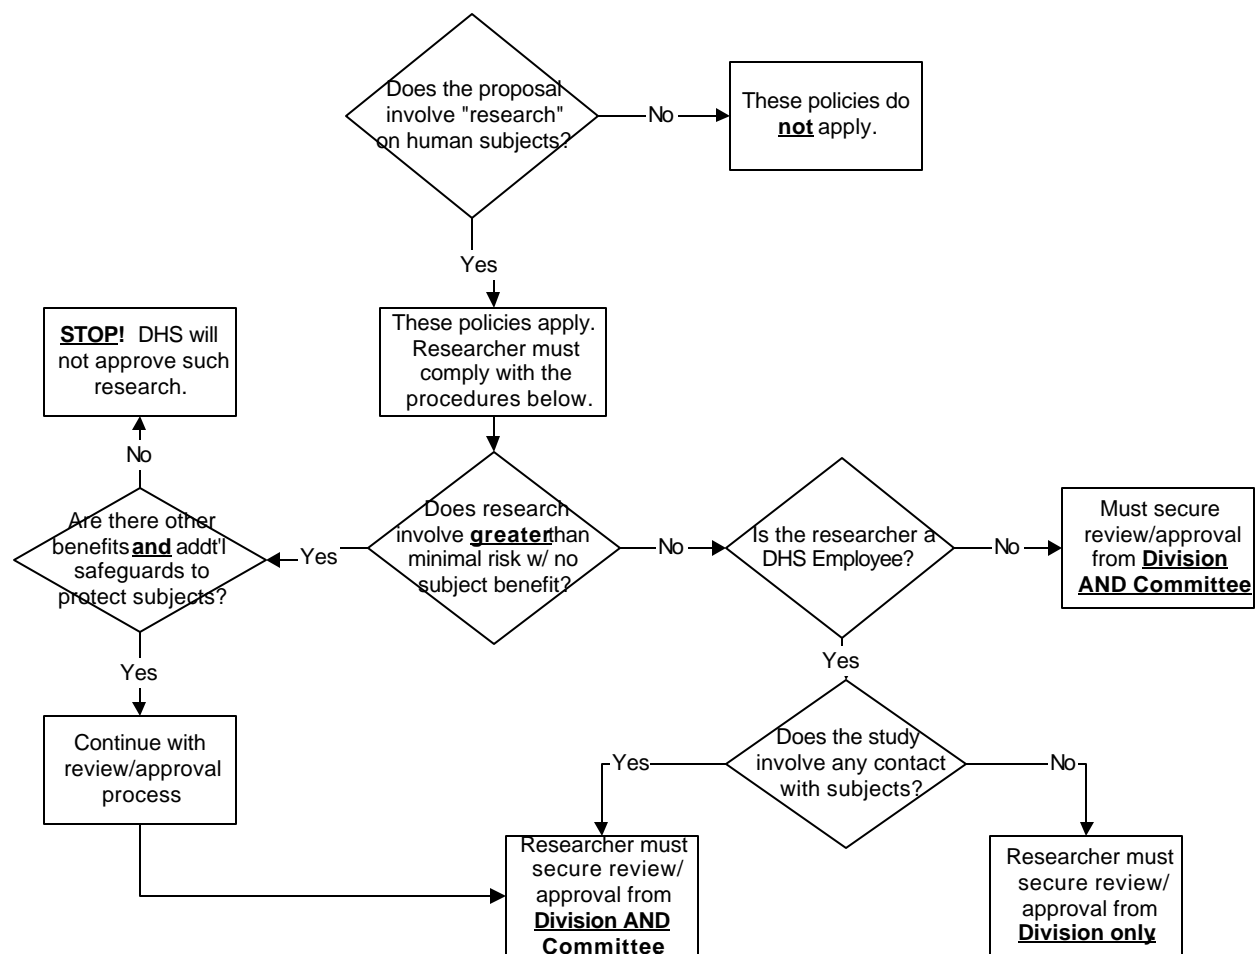 Does the proposal
involve "research"
on human subjects?
No
These policies do
not apply.
Yes
STOP! DHS will
not approve such
research.
These policies apply.
Researcher must
comply with the
procedures below.
No
Are there other
benefits and addt'l
safeguards to
protect subjects?
Yes
Does research
involve greater than
minimal risk w/ no
subject benefit?
No
Is the researcher a
DHS Employee?
No
Must secure
review/approval
from Division
AND Committee
Yes
Yes
Continue with
review/approval
process
Does the study
involve any contact
with subjects?
Yes
No
Researcher must
secure review/
approval from
Division AND
Committee
Researcher must
secure review/
approval from
Division only.